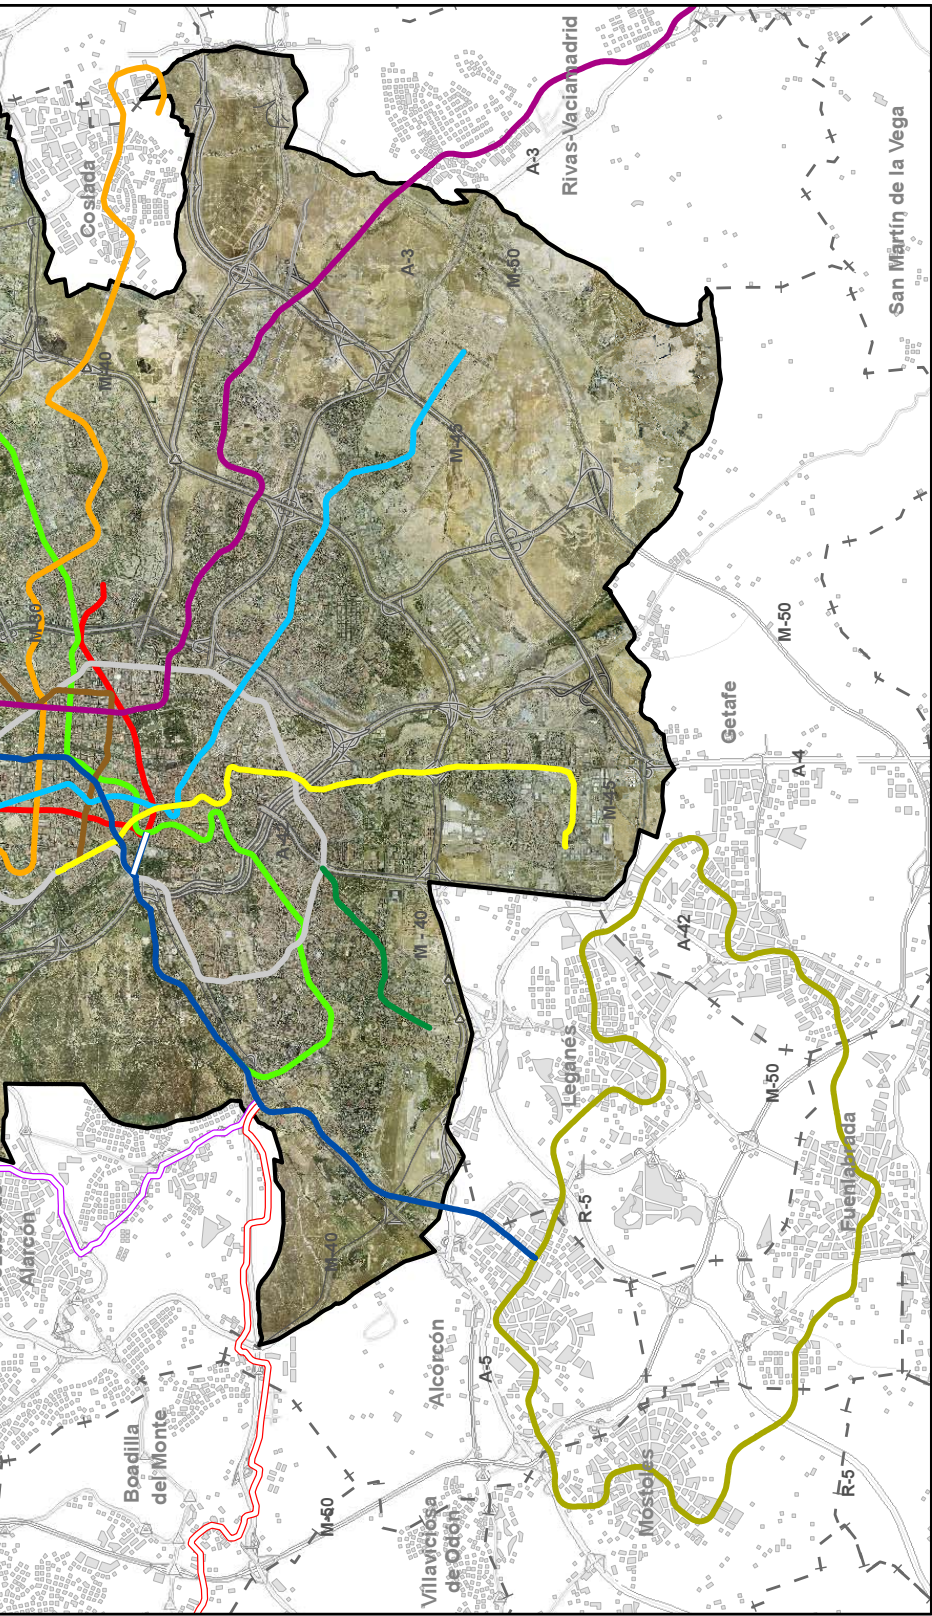 Coslada
Rivas-Vaciamadrid
San Martín de la Vega
A-3
A-3
M-50
M-40
M-45
M-30
M-50
Getafe
A-4
M-45
A-42
M - 40
Leganés
M-50
Fuenlabrada
R-5
Alarcón
M-40
Alcorcón
A-5
Boadilla
del Monte
Móstoles
R-5
M-50
Villaviciosa
de Odón